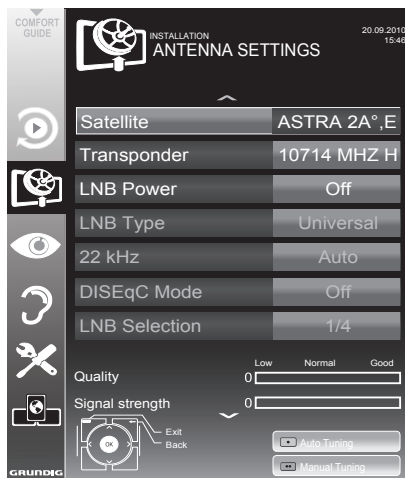 COMFORT
GUIDE
INSTALLATION
ANTENNA SETTINGS
20.09.2010
15:46
Satellite ASTRA 2A°,E
Transponder 10714 MHZ H
LNB Power Off
LNB Type Universal
22 kHz Auto
DISEqC Mode Off
LNB Selection 1/4
Low Normal Good
Quality 0
Signal strength 0
Exit
Back
OK
Auto Tuning
Manual Tuning
GRUNDIG